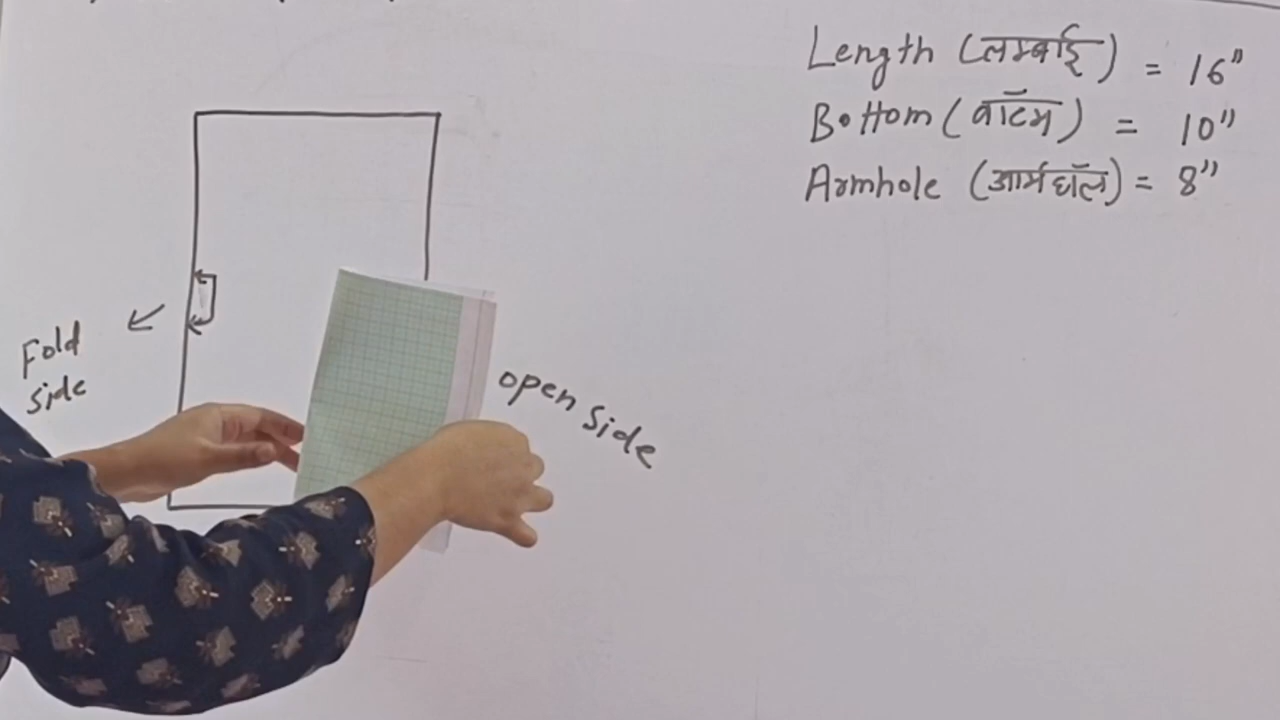 Length (लम्बाई) = 16"
Bottom (बॉटम) = 10"
Armhole (आर्महॉल) = 8"
Fold
side
open side